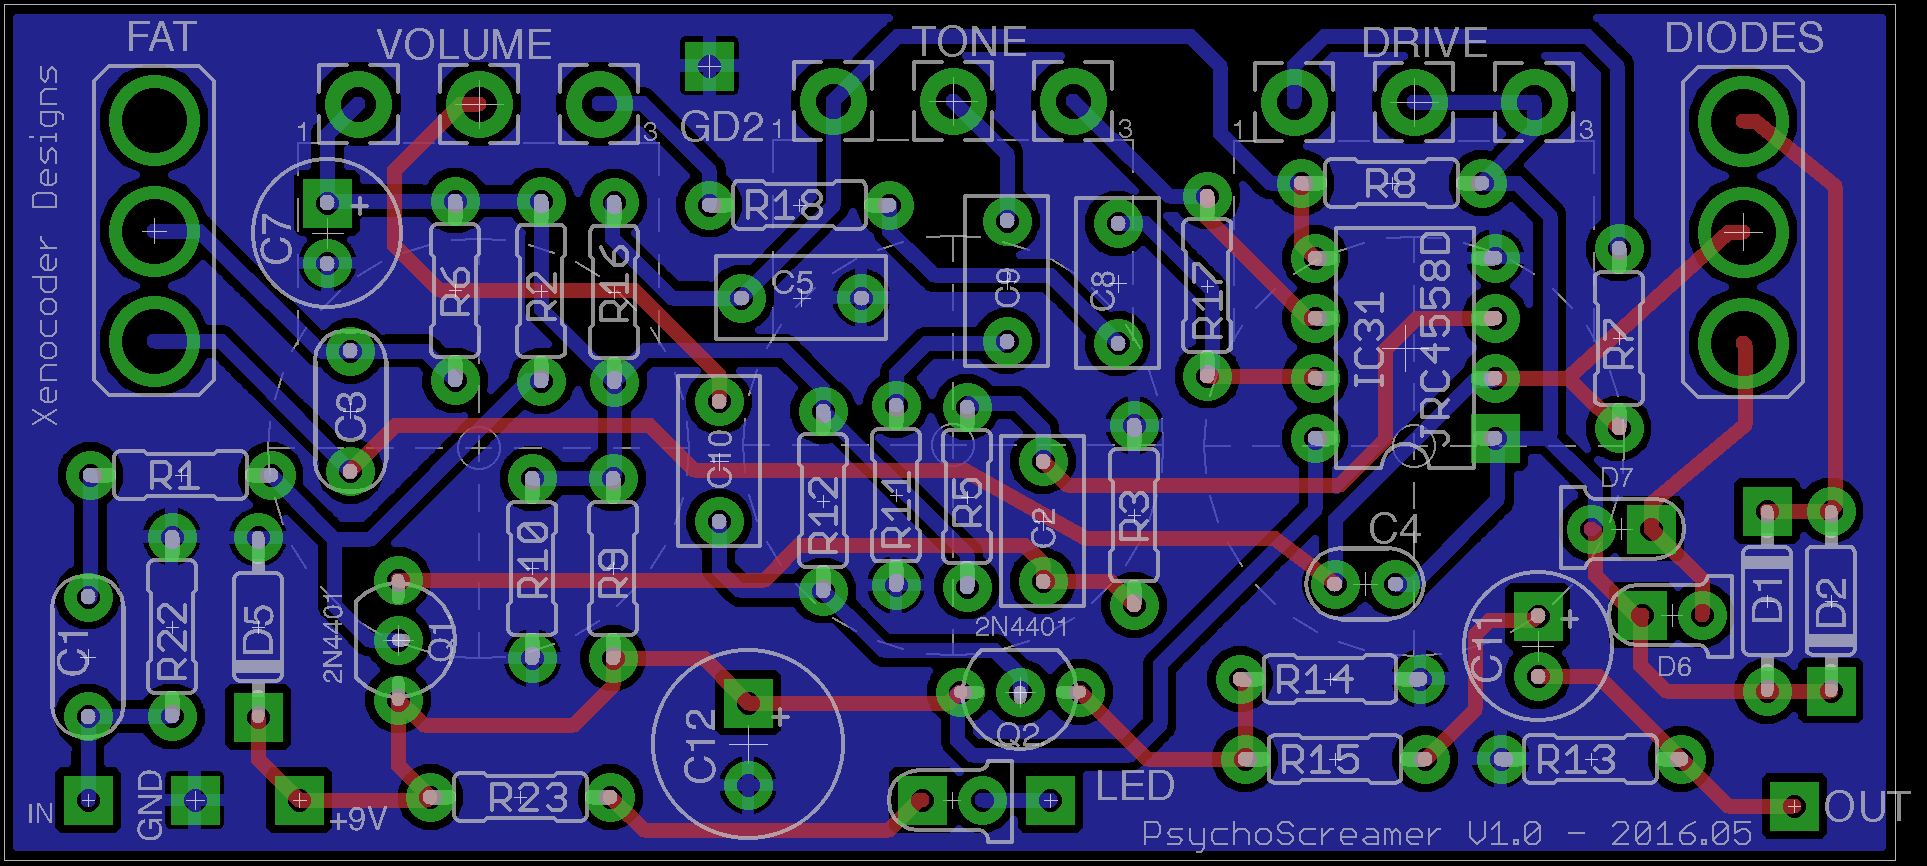 FAT
VOLUME
TONE
DRIVE
DIODES
Xenocoder Designs
1
3
GD2
1
3
1
3
C7
+
R6
R2
R16
R18
C5
C9
C8
R17
R8
IC31
JRC4558D
R7
C3
R1
C10
R12
R11
R5
C2
R3
C4
D7
R10
R9
C1
R22
D5
2N4401
Q1
2N4401
Q2
C12
+
R14
R15
C11
+
R13
D6
D1
D2
IN
GND
+9V
R23
LED
OUT
PsychoScreamer V1.0 - 2016.05